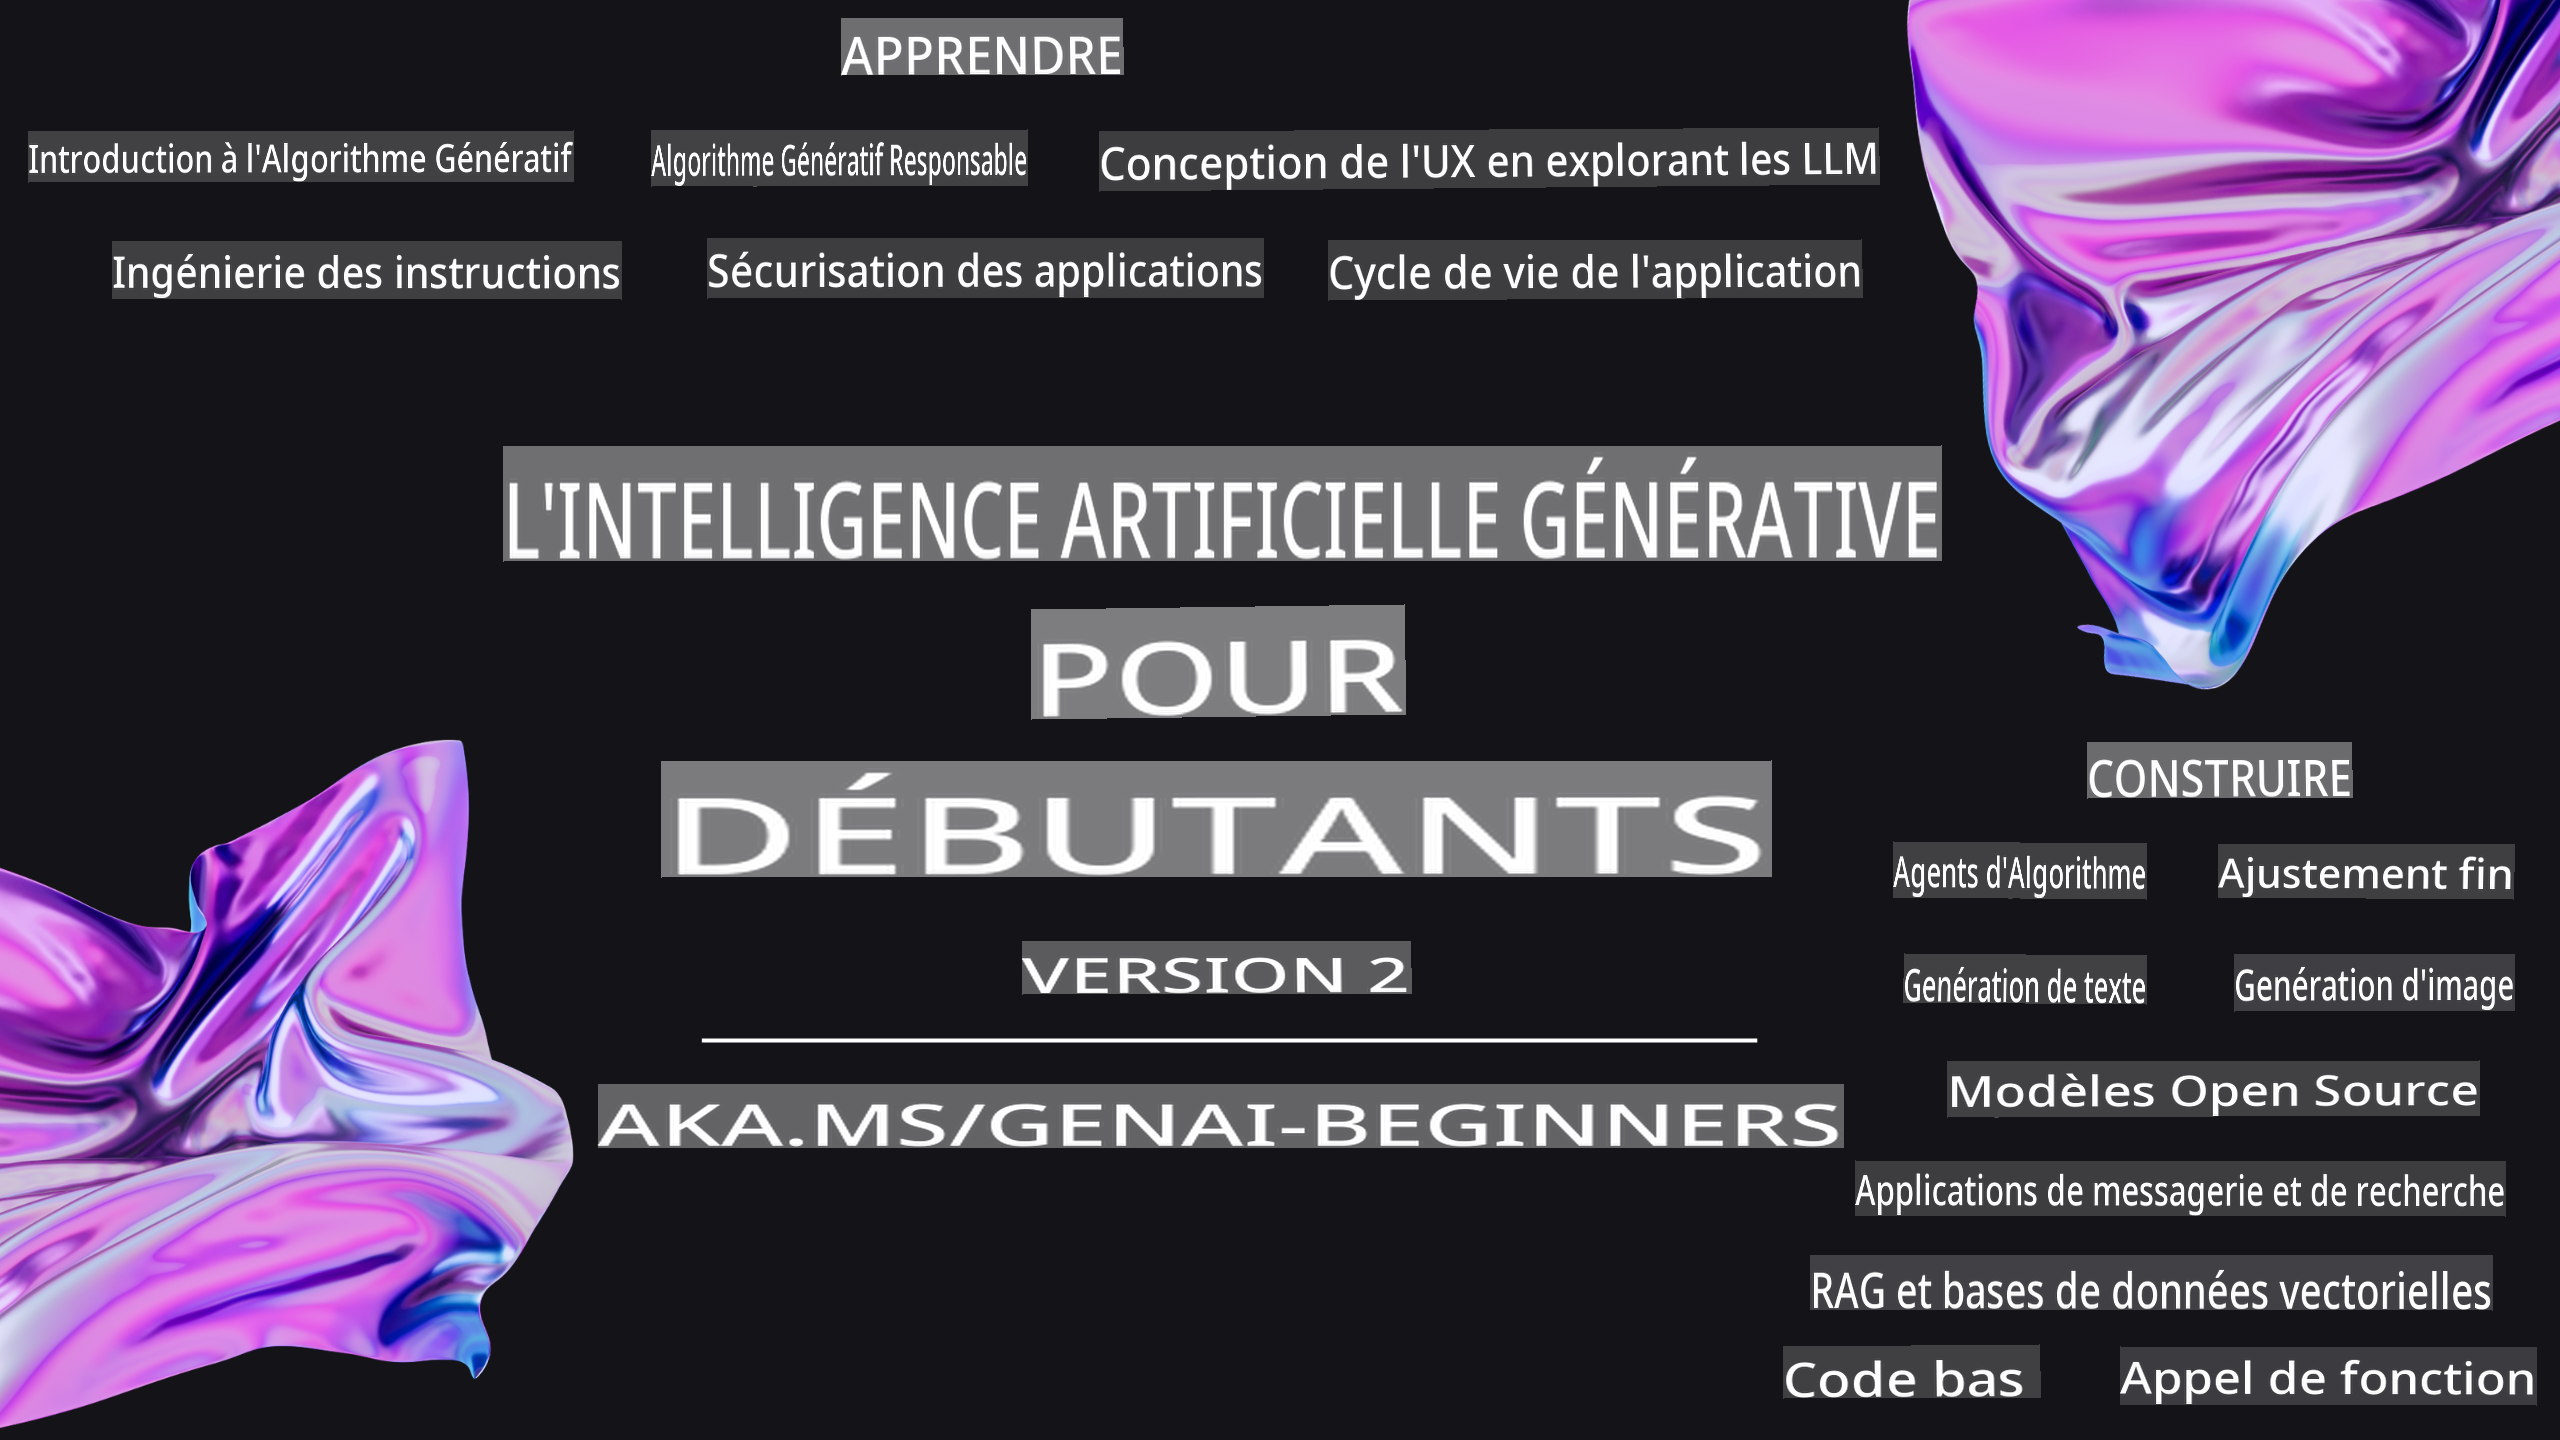 APPRENDRE
Introduction à l'Algorithme Génératif
Algorithme Génératif Responsable
Conception de l'UX en explorant les LLM
Ingénierie des instructions
Sécurisation des applications
Cycle de vie de l'application
L'INTELLIGENCE ARTIFICIELLE GÉNÉRATIVE
POUR
DÉBUTANTS
VERSION 2
AKA.MS/GENAI-BEGINNERS
CONSTRUIRE
Agents d'Algorithme
Ajustement fin
Genération de texte
Genération d'image
Modèles Open Source
Applications de messagerie et de recherche
RAG et bases de données vectorielles
Code bas
Appel de fonction